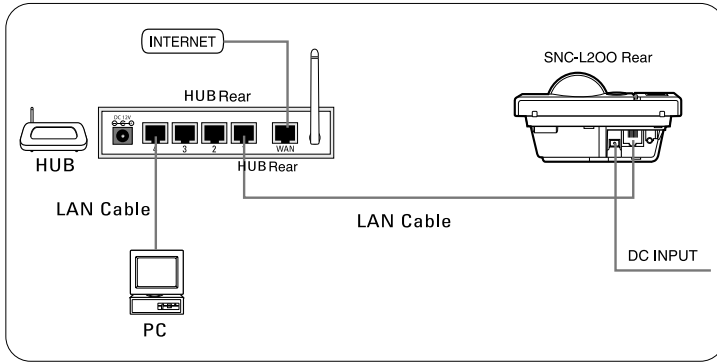 INTERNET
SNC-L200 Rear
HUB Rear
DC 12V
4 3 2 WAN
HUB
HUB Rear
LAN Cable
LAN Cable
DC INPUT
PC